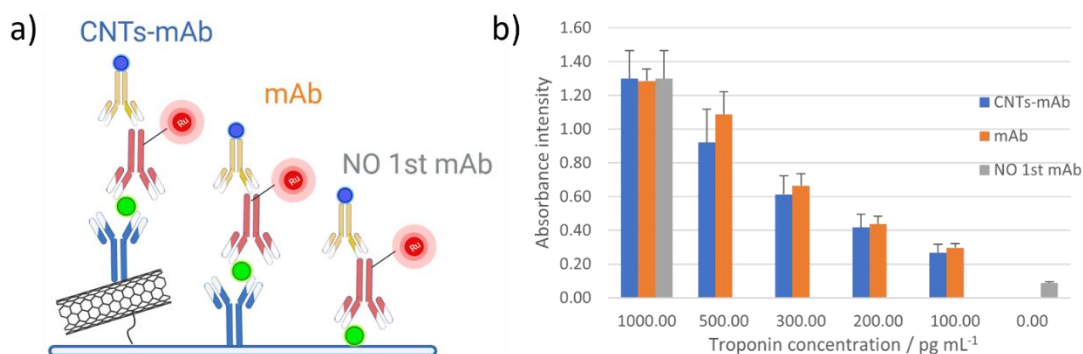 a)
CNTs-mAb
mAb
NO 1st mAb
Ru
Ru
Ru
b)
Absorbance intensity
1.60
1.40
1.20
1.00
0.80
0.60
0.40
0.20
0.00
1000.00 500.00 300.00 200.00 100.00 0.00
Troponin concentration / pg mL⁻¹
CNTs-mAb
mAb
NO 1st mAb